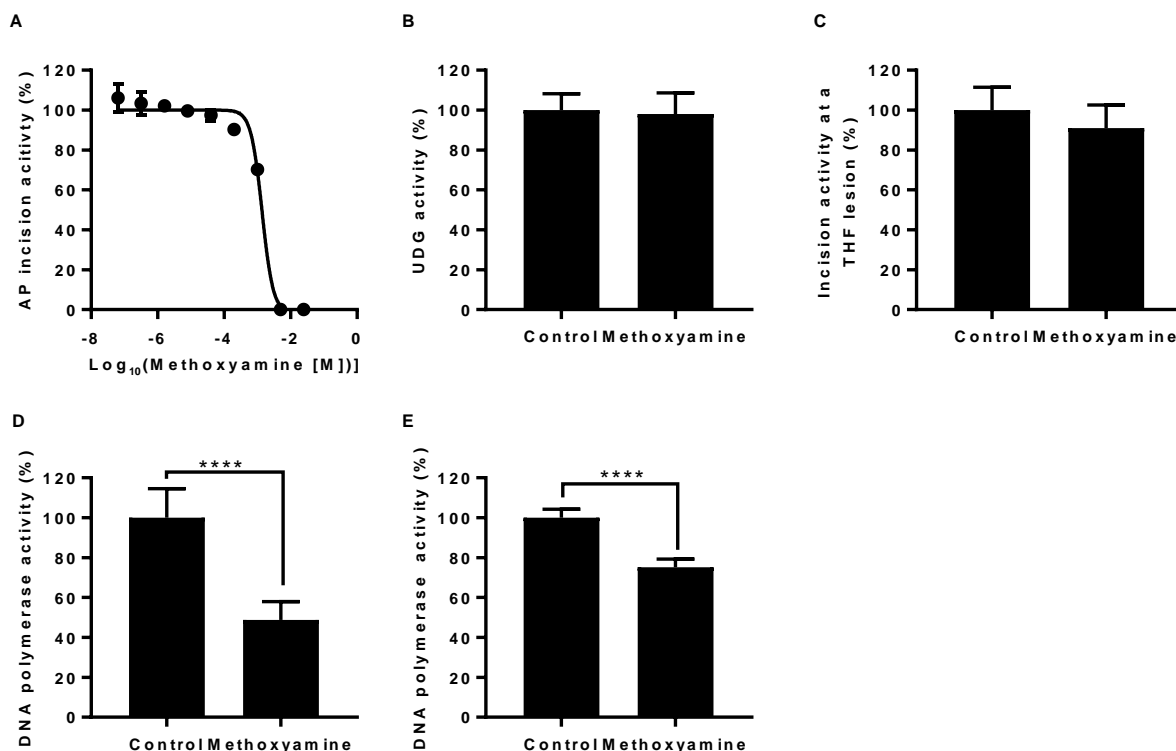 A
AP incision acitivty (%)
120
100
80
60
40
20
0
-8 -6 -4 -2 0
Log10(Methoxyamine [M])]
B
UDG activity (%)
120
100
80
60
40
20
0
Control Methoxyamine
C
Incision activity at a
THF lesion (%)
120
100
80
60
40
20
0
Control Methoxyamine
D
DNA polymerase activity (%)
120
100
80
60
40
20
0
****
Control Methoxyamine
E
DNA polymerase activity (%)
120
100
80
60
40
20
0
****
Control Methoxyamine